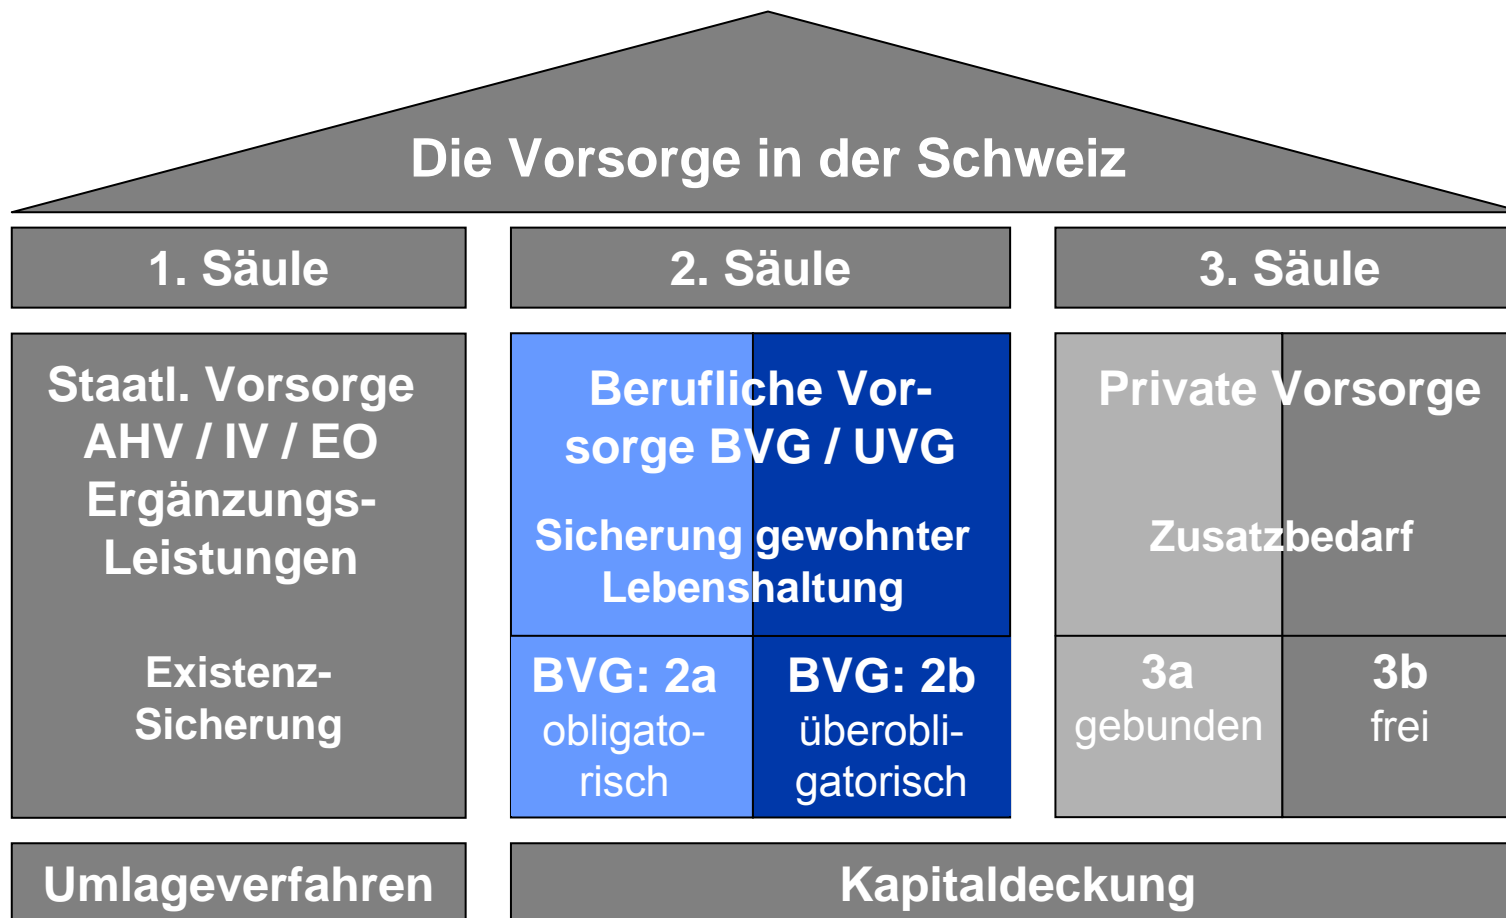 Die Vorsorge in der Schweiz
1. Säule
2. Säule
3. Säule
Staatl. Vorsorge
AHV / IV / EO
Ergänzungs-
Leistungen
Existenz-
Sicherung
Berufliche Vor-
sorge BVG / UVG
Sicherung gewohnter
Lebenshaltung
BVG: 2a
obligato-
risch
BVG: 2b
überobli-
gatorisch
Private Vorsorge
Zusatzbedarf
3a
gebunden
3b
frei
Umlageverfahren
Kapitaldeckung